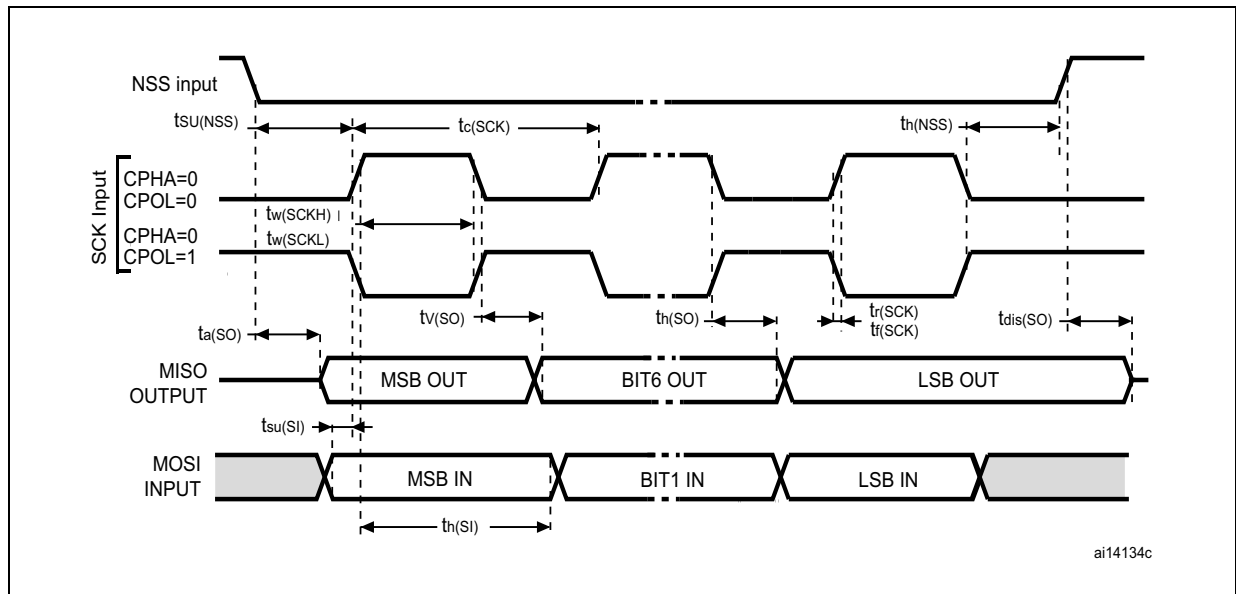 NSS input
tSU(NSS)
tc(SCK)
th(NSS)
SCK Input
CPHA=0
CPOL=0
tw(SCKH)
CPHA=0
CPOL=1
tw(SCKL)
ta(SO)
tV(SO)
th(SO)
tr(SCK)
tf(SCK)
tdis(SO)
MISO
OUTPUT
MSB OUT
BIT6 OUT
LSB OUT
tsu(SI)
MOSI
INPUT
MSB IN
BIT1 IN
LSB IN
th(SI)
ai14134c